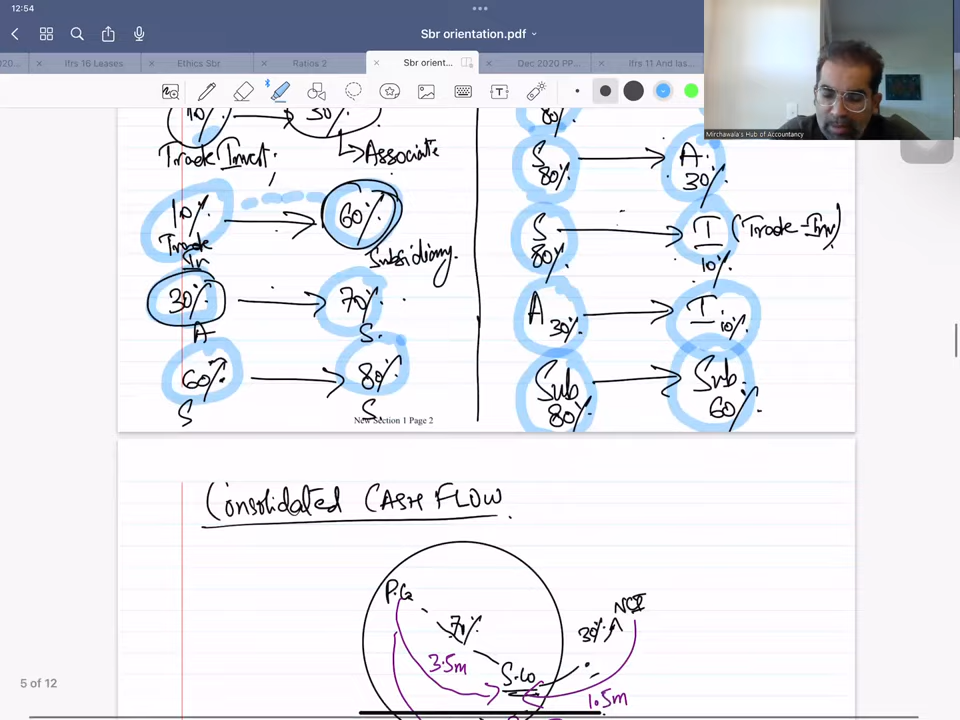 12:54
Sbr orientation.pdf
Ifrs 16 Leases
Ethics Sbr
Ratios 2
Sbr orient...
Dec 2020 PP...
Ifrs 11 And las...
Mirchawala's Hub of Accountancy
10% → 30%
Trade Invest.
Associate
10% → 60%
Trade
Subsidiary.
30% → 70%
A
S.
60% → 80%
S
S.
New Section 1 Page 2
80%
S 80% → A 30%
S 80% → I 10% (Trade-Inv)
A 30% → I 10%
Sub 80% → Sub 60%
Consolidated CASH FLOW
P.Co
NCI
70%
30%
3.5m
S.Co
1.5m
5 of 12